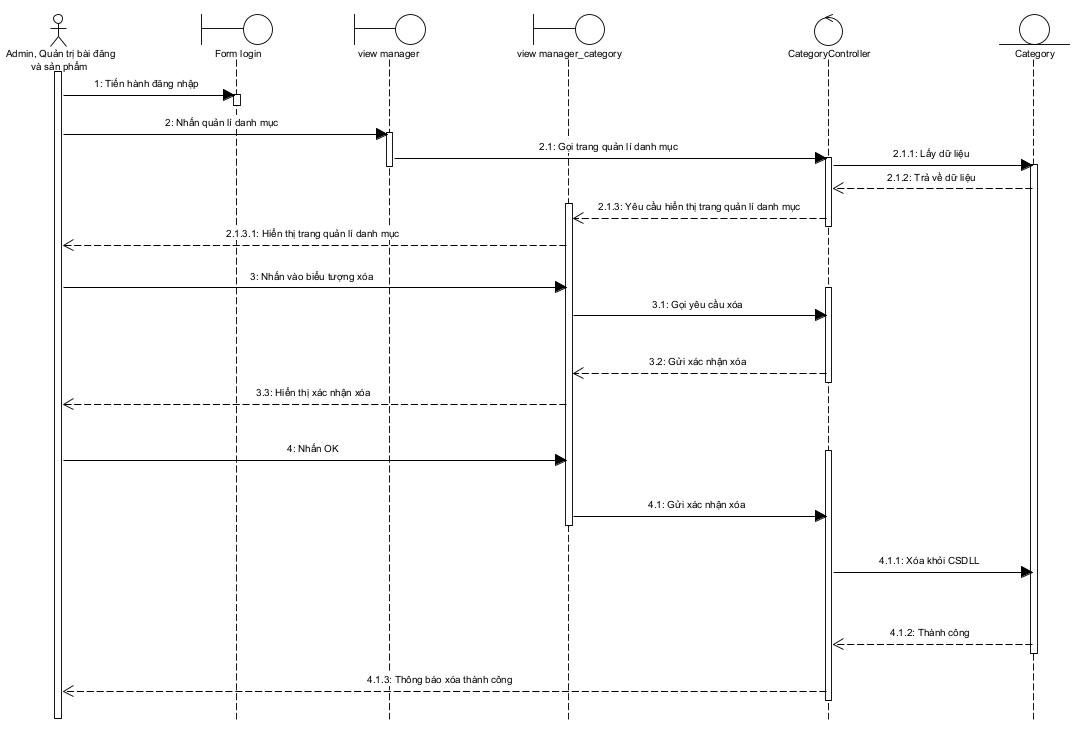 Admin, Quản trị bài đăng
và sản phẩm
Form login
view manager
view manager_category
CategoryController
Category
1: Tiến hành đăng nhập
2: Nhấn quản lí danh mục
2.1: Gọi trang quản lí danh mục
2.1.1: Lấy dữ liệu
2.1.2: Trả về dữ liệu
2.1.3: Yêu cầu hiển thị trang quản lí danh mục
2.1.3.1: Hiển thị trang quản lí danh mục
3: Nhấn vào biểu tượng xóa
3.1: Gọi yêu cầu xóa
3.2: Gửi xác nhận xóa
3.3: Hiển thị xác nhận xóa
4: Nhấn OK
4.1: Gửi xác nhận xóa
4.1.1: Xóa khỏi CSDLL
4.1.2: Thành công
4.1.3: Thông báo xóa thành công